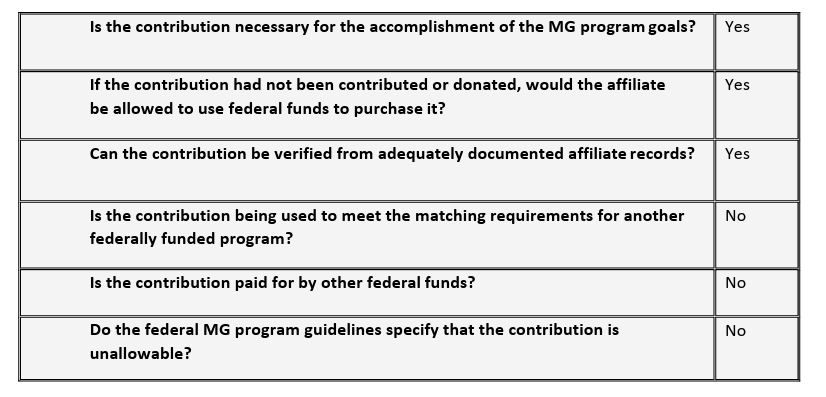 Is the contribution necessary for the accomplishment of the MG program goals? Yes
If the contribution had not been contributed or donated, would the affiliate Yes
be allowed to use federal funds to purchase it?
Can the contribution be verified from adequately documented affiliate records? Yes
Is the contribution being used to meet the matching requirements for another No
federally funded program?
Is the contribution paid for by other federal funds? No
Do the federal MG program guidelines specify that the contribution is No
unallowable?